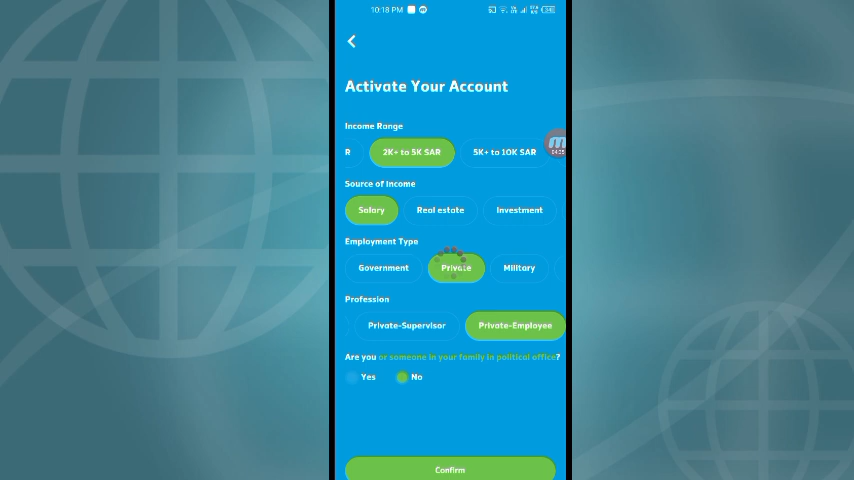 10:18 PM
Activate Your Account
Income Range
R 2K+ to 5K SAR 5K+ to 10K SAR
04:25
Source of Income
Salary Real estate Investment
Employment Type
Government Private Military
Profession
Private-Supervisor Private-Employee
Are you or someone in your family in political office?
Yes No
Confirm